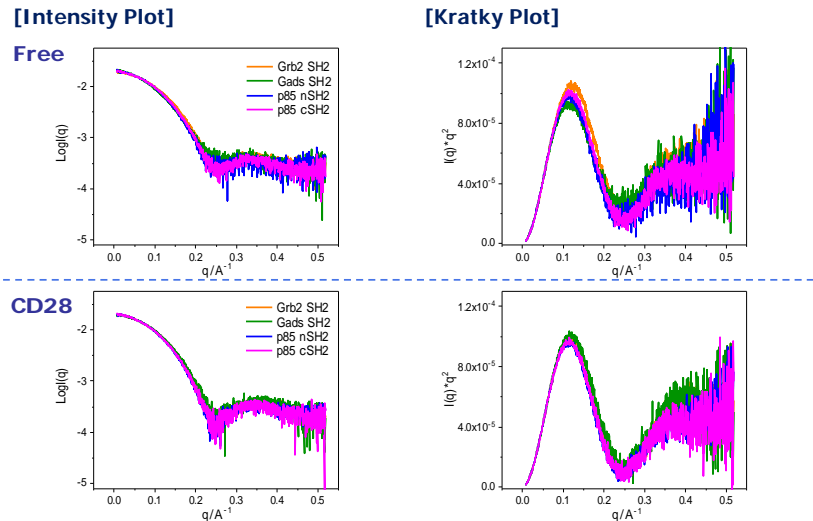 [Intensity Plot]
[Kratky Plot]
Free
LogI(q)
-2
-3
-4
-5
0.0 0.1 0.2 0.3 0.4 0.5
q/A⁻¹
Grb2 SH2
Gads SH2
p85 nSH2
p85 cSH2
I(q)*q²
1.2x10⁻⁴
8.0x10⁻⁵
4.0x10⁻⁵
0.0
0.0 0.1 0.2 0.3 0.4 0.5
q/A⁻¹
CD28
LogI(q)
-2
-3
-4
-5
0.0 0.1 0.2 0.3 0.4 0.5
q/A⁻¹
Grb2 SH2
Gads SH2
p85 nSH2
p85 cSH2
I(q)*q²
1.2x10⁻⁴
8.0x10⁻⁵
4.0x10⁻⁵
0.0
0.0 0.1 0.2 0.3 0.4 0.5
q/A⁻¹